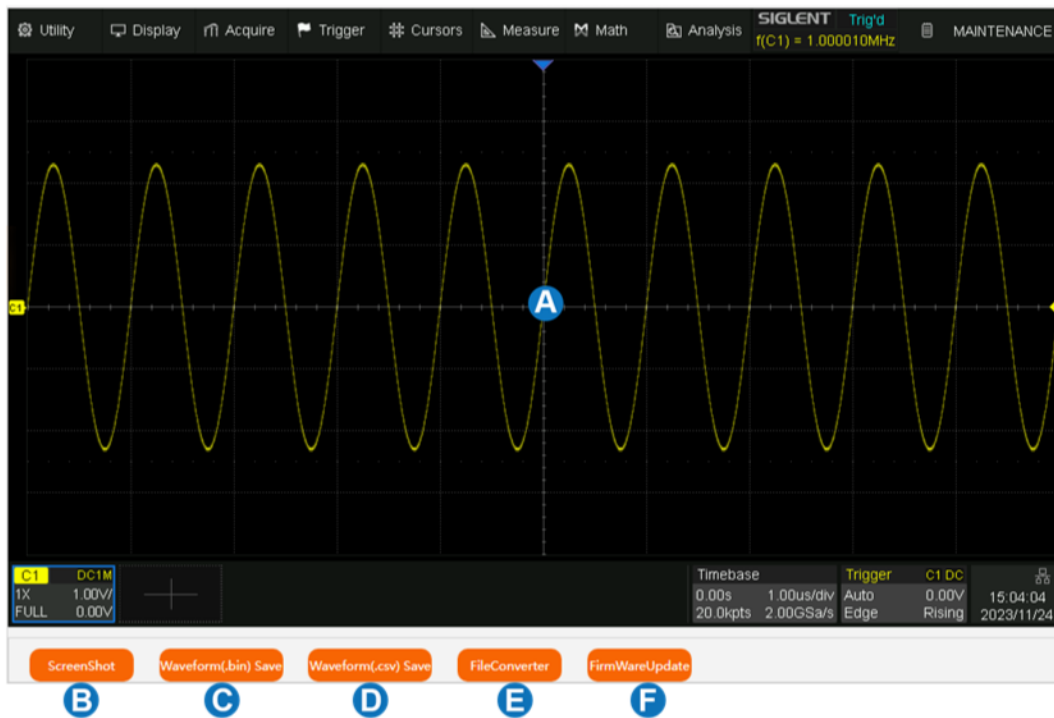 Utility Display Acquire Trigger Cursors Measure Math Analysis SIGLENT Trig'd MAINTENANCE
f(C1) = 1.000010MHz
A
C1
C1 DC1M
1X 1.00V/
FULL 0.00V
Timebase
0.00s 1.00us/div
20.0kpts 2.00GSa/s
Trigger C1 DC
Auto 0.00V
Edge Rising
15:04:04
2023/11/24
ScreenShot Waveform(.bin) Save Waveform(.csv) Save FileConverter FirmWareUpdate
B C D E F